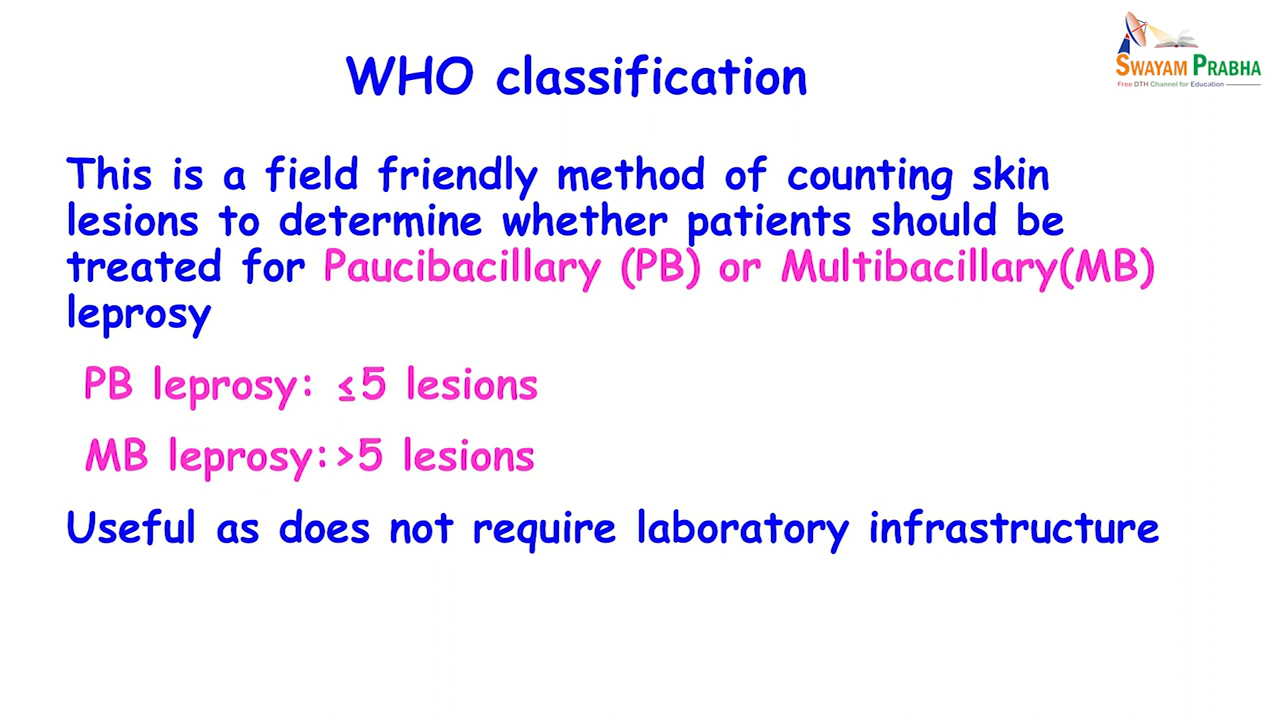 WHO classification
SWAYAM PRABHA
Free DTH Channel for Education
This is a field friendly method of counting skin
lesions to determine whether patients should be
treated for Paucibacillary (PB) or Multibacillary(MB)
leprosy
PB leprosy: ≤5 lesions
MB leprosy:>5 lesions
Useful as does not require laboratory infrastructure